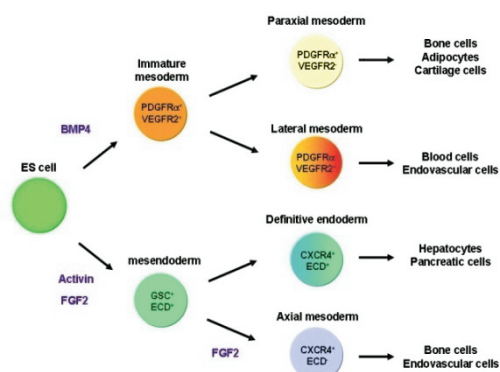 Paraxial mesoderm
PDGFRα⁺
VEGFR2⁻
Bone cells
Adipocytes
Cartilage cells
Immature
mesoderm
PDGFRα⁺
VEGFR2⁺
BMP4
Lateral mesoderm
PDGFRα⁻
VEGFR2⁺
Blood cells
Endovascular cells
ES cell
Definitive endoderm
CXCR4⁺
ECD⁺
Hepatocytes
Pancreatic cells
mesendoderm
GSC⁺
ECD⁺
Activin
FGF2
FGF2
Axial mesoderm
CXCR4⁺
ECD⁻
Bone cells
Endovascular cells